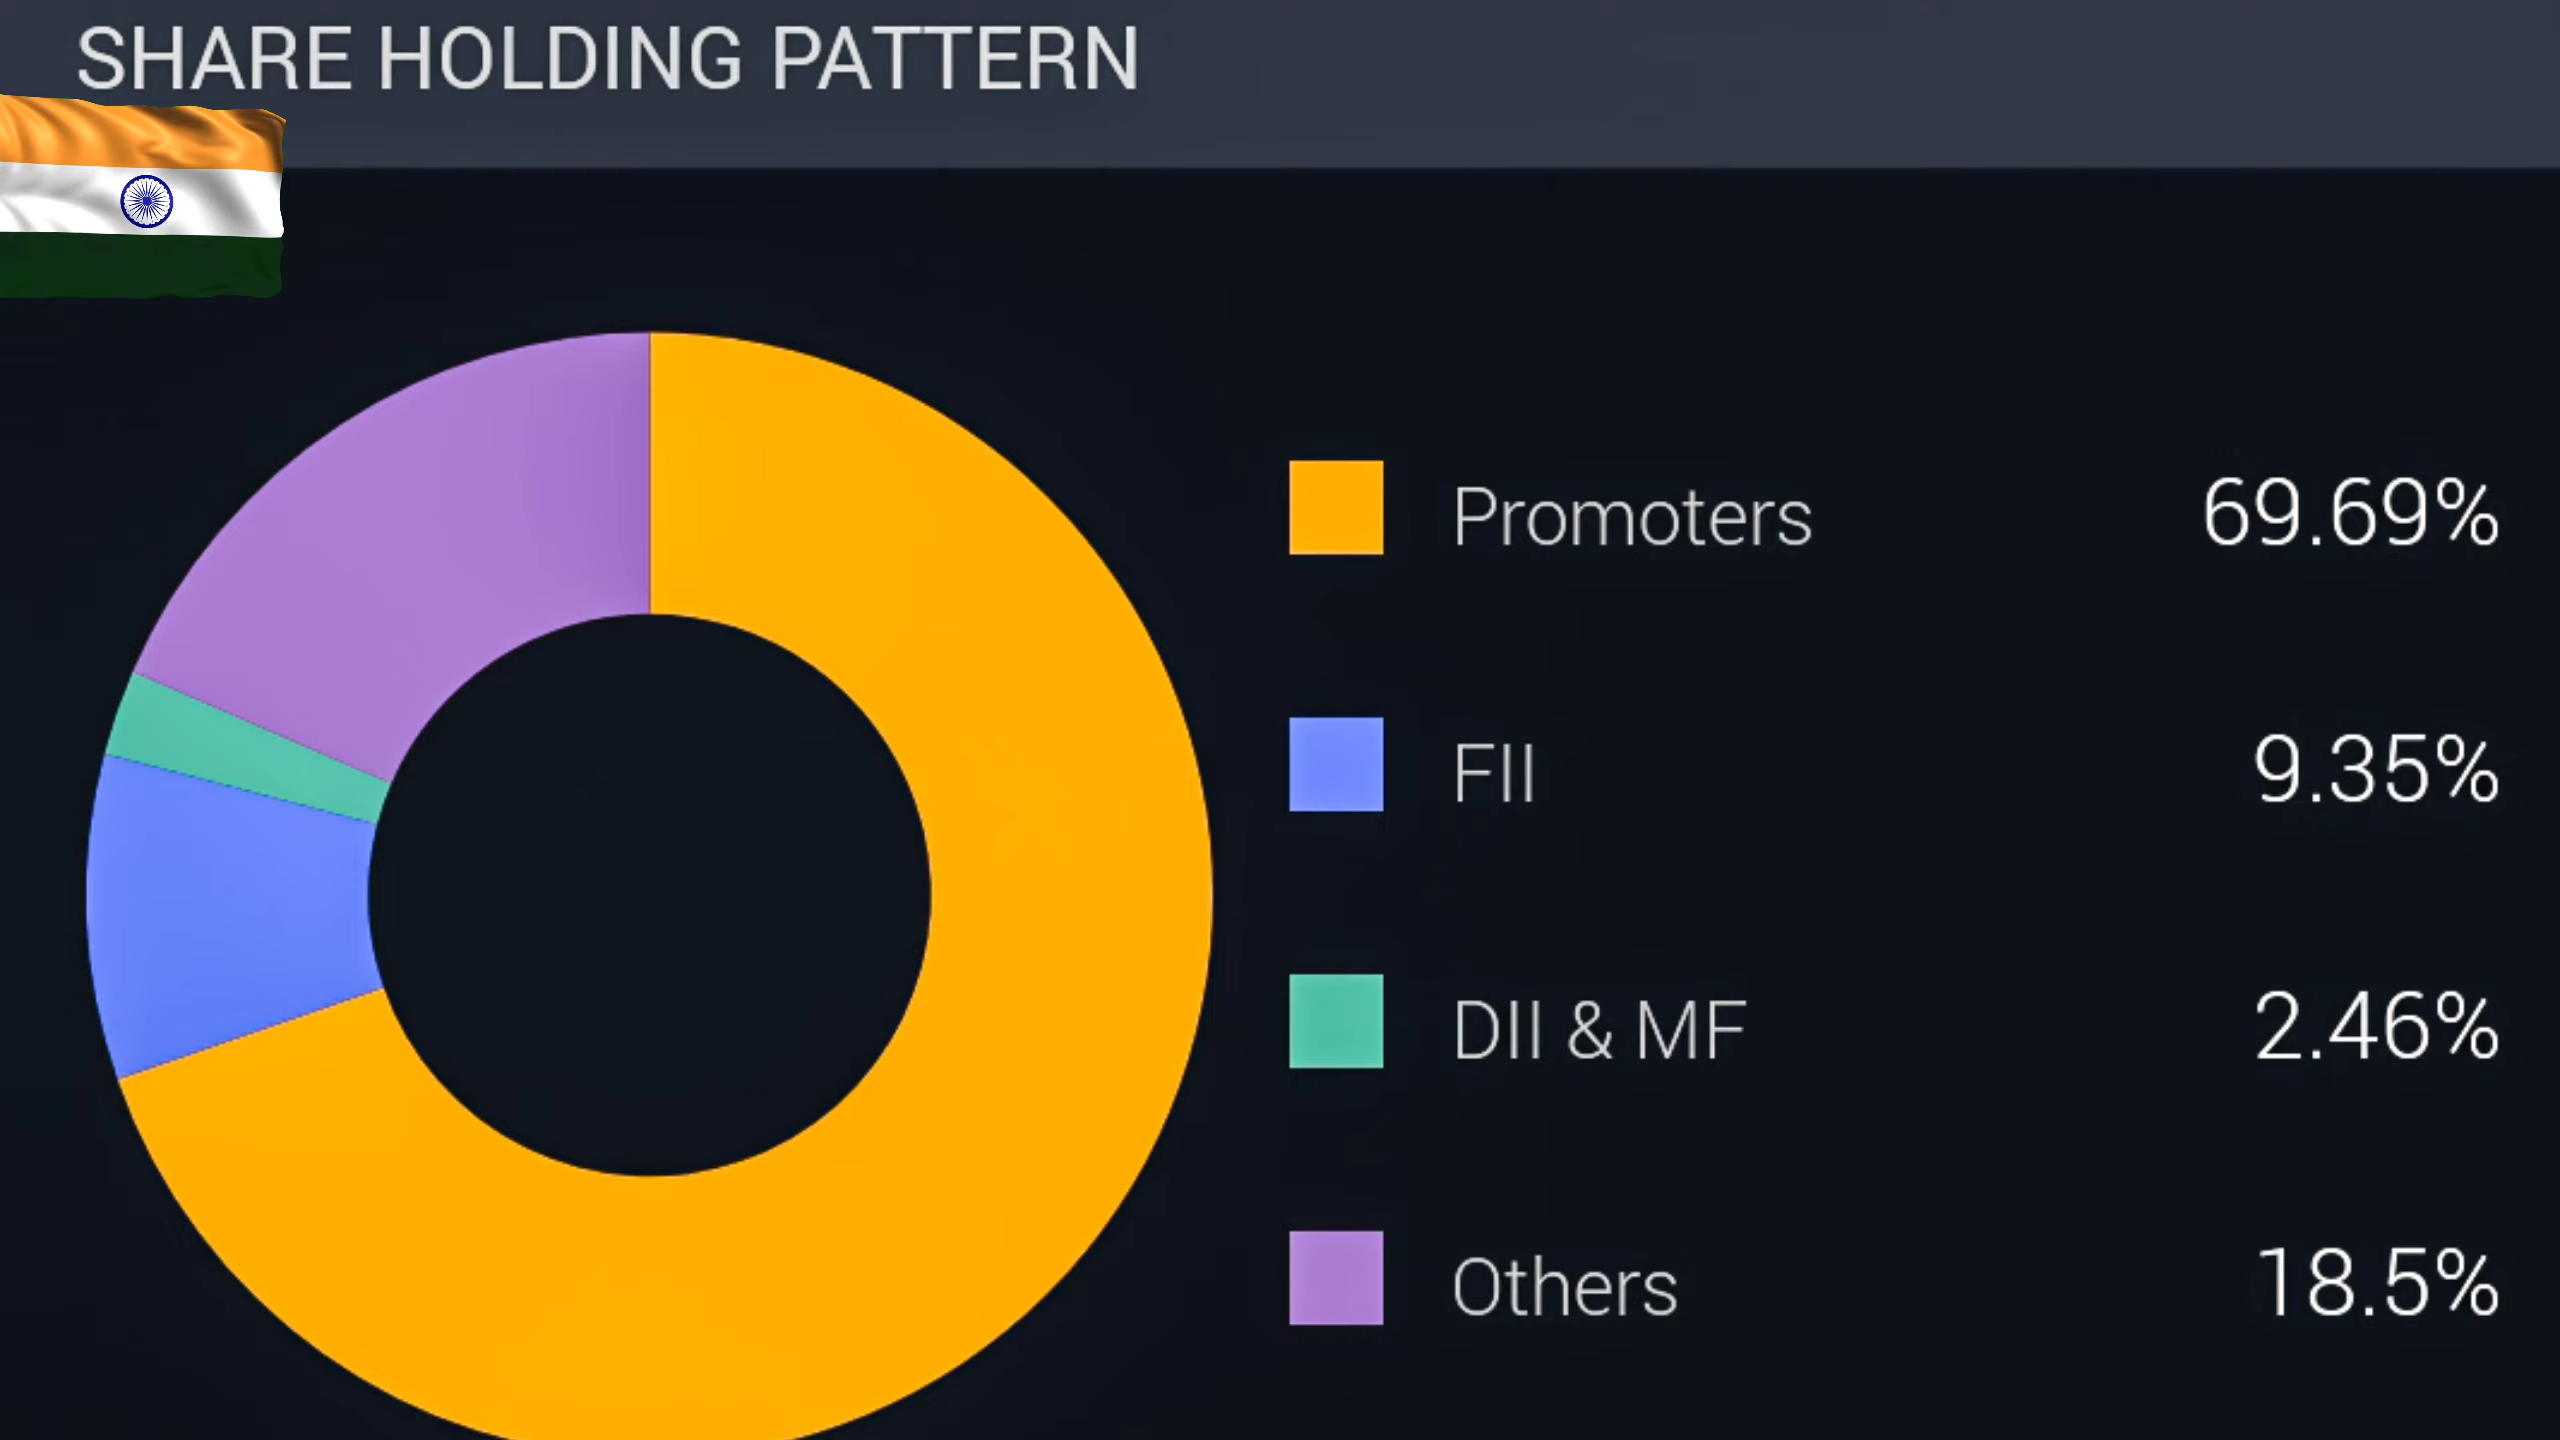 SHARE HOLDING PATTERN
Promoters 69.69%
FII 9.35%
DII & MF 2.46%
Others 18.5%